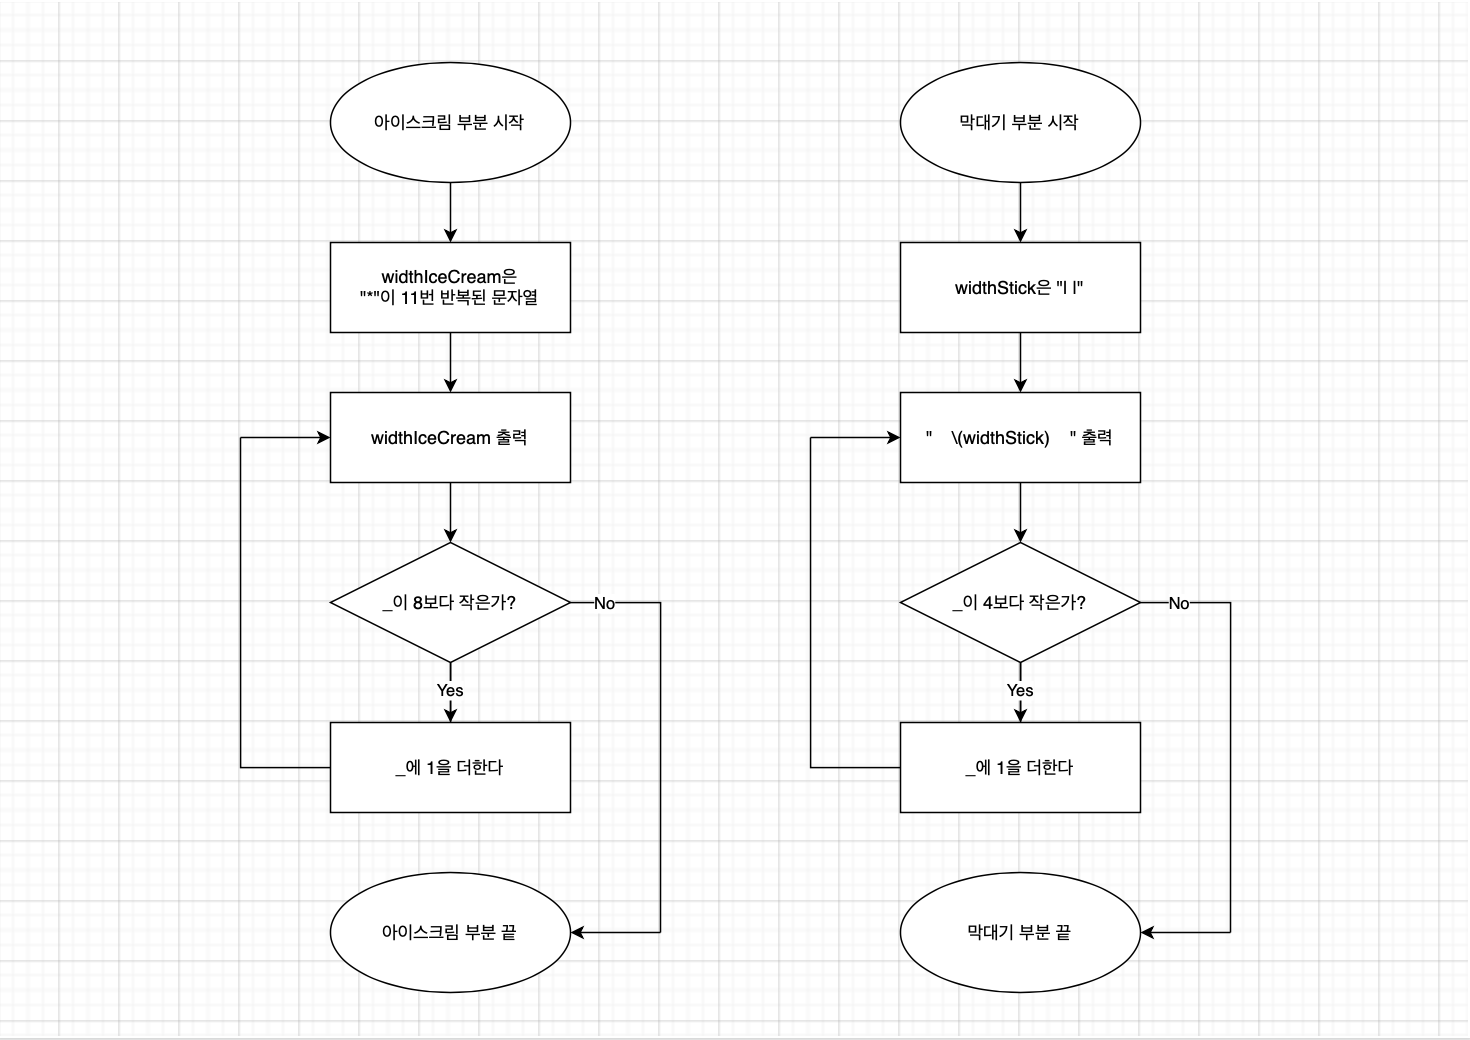 아이스크림 부분 시작
widthIceCream은
"*"이 11번 반복된 문자열
widthIceCream 출력
_이 8보다 작은가?
No
Yes
_에 1을 더한다
아이스크림 부분 끝
막대기 부분 시작
widthStick은 "| |"
"    \(widthStick)    " 출력
_이 4보다 작은가?
No
Yes
_에 1을 더한다
막대기 부분 끝